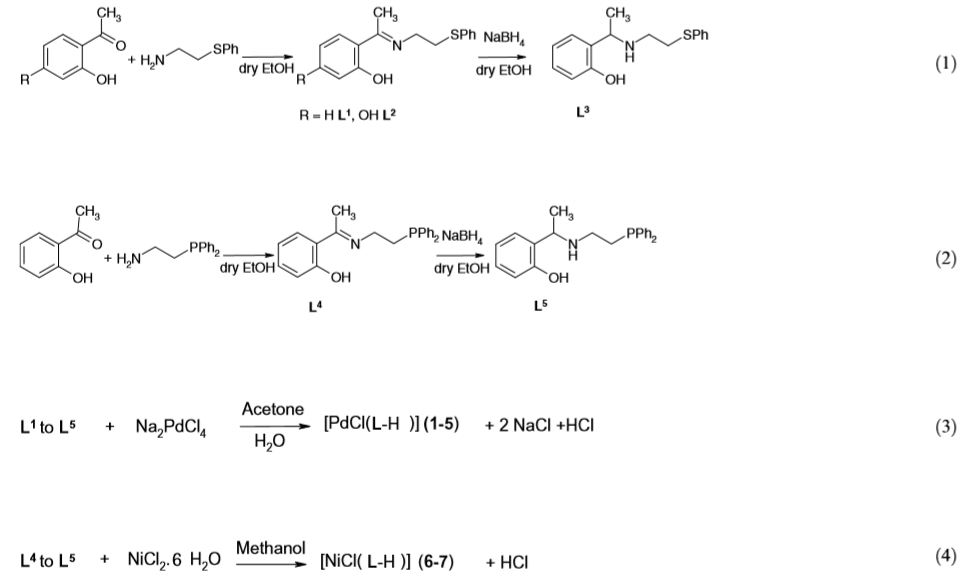 CH₃
O
+ H₂N
SPh
R
OH
dry EtOH
CH₃
N
SPh
R
OH
NaBH₄
dry EtOH
CH₃
N
H
SPh
OH
(1)
R = H L¹, OH L²
L³
CH₃
O
+ H₂N
PPh₂
OH
dry EtOH
CH₃
N
PPh₂
OH
NaBH₄
dry EtOH
CH₃
N
H
PPh₂
OH
(2)
L⁴
L⁵
L¹ to L⁵ + Na₂PdCl₄ Acetone H₂O [PdCl(L-H )] (1-5) + 2 NaCl +HCl (3)
L⁴ to L⁵ + NiCl₂.6 H₂O Methanol [NiCl( L-H )] (6-7) + HCl (4)